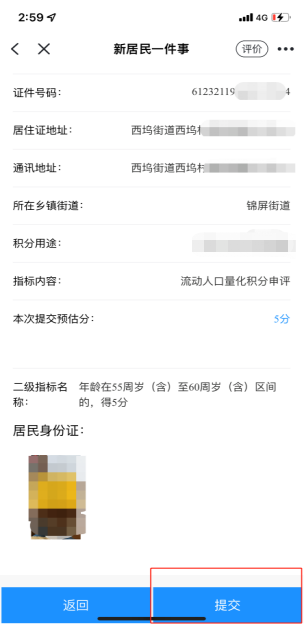 2:59
4G
新居民一件事
评价
证件号码：
61232119
4
居住证地址：
西坞街道西坞
通讯地址：
西坞街道西坞
所在乡镇街道：
锦屏街道
积分用途：
指标内容：
流动人口量化积分申评
本次提交预估分：
5分
二级指标名
称：
年龄在55周岁（含）至60周岁（含）区间
的，得5分
居民身份证：
返回
提交